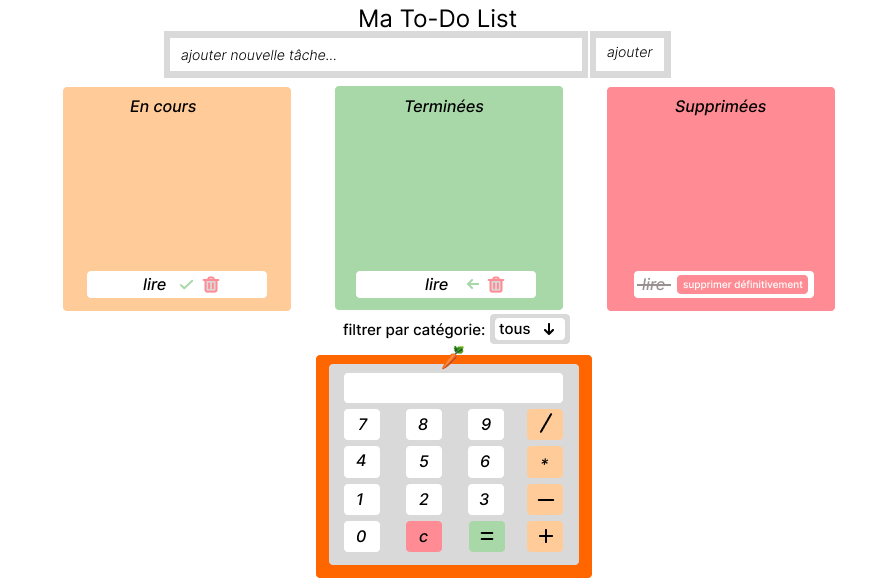 Ma To-Do List
ajouter nouvelle tâche...
ajouter
En cours
Terminées
Supprimées
lire
lire
lire
supprimer définitivement
filtrer par catégorie:
tous
7 8 9 /
4 5 6 *
1 2 3 —
0 c = +